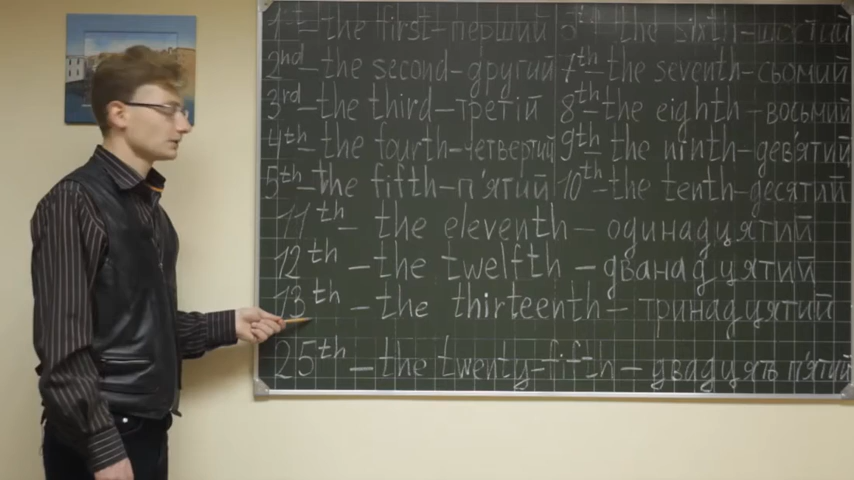 1st – the first – перший
2nd – the second – другий
3rd – the third – третій
4th – the fourth – четвертий
5th – the fifth – п'ятий
the sixth – шостий
7th – the seventh – сьомий
8th – the eighth – восьмий
9th – the ninth – дев'ятий
10th – the tenth – десятий
11th – the eleventh – одинадцятий
12th – the twelfth – дванадцятий
13th – the thirteenth – тринадцятий
25th – the twenty-fifth – двадцять п'ятий